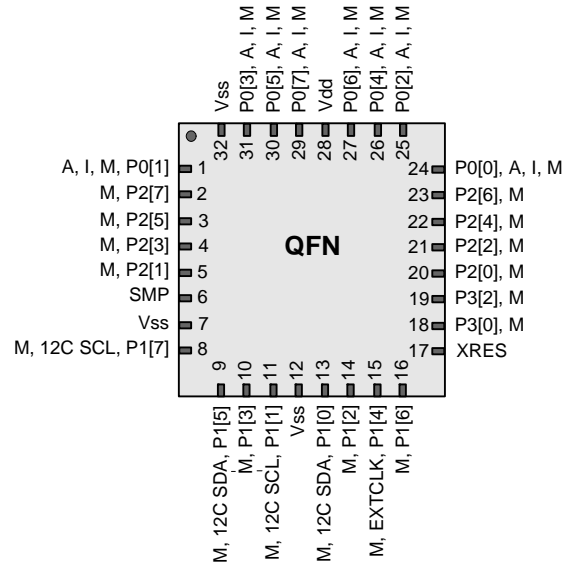 Vss
P0[3], A, I, M
P0[5], A, I, M
P0[7], A, I, M
Vdd
P0[6], A, I, M
P0[4], A, I, M
P0[2], A, I, M
32
31
30
29
28
27
26
25
A, I, M, P0[1]
1
M, P2[7]
2
M, P2[5]
3
M, P2[3]
4
M, P2[1]
5
SMP
6
Vss
7
M, 12C SCL, P1[7]
8
QFN
24
P0[0], A, I, M
23
P2[6], M
22
P2[4], M
21
P2[2], M
20
P2[0], M
19
P3[2], M
18
P3[0], M
17
XRES
9
10
11
12
13
14
15
16
M, 12C SDA, P1[5]
M, P1[3]
M, 12C SCL, P1[1]
Vss
M, 12C SDA, P1[0]
M, P1[2]
M, EXTCLK, P1[4]
M, P1[6]